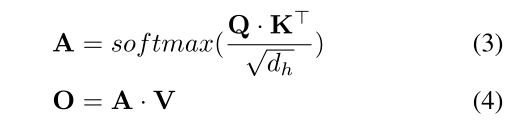 A = softmax(Q · K⊤ / √d_h) (3)
O = A · V (4)